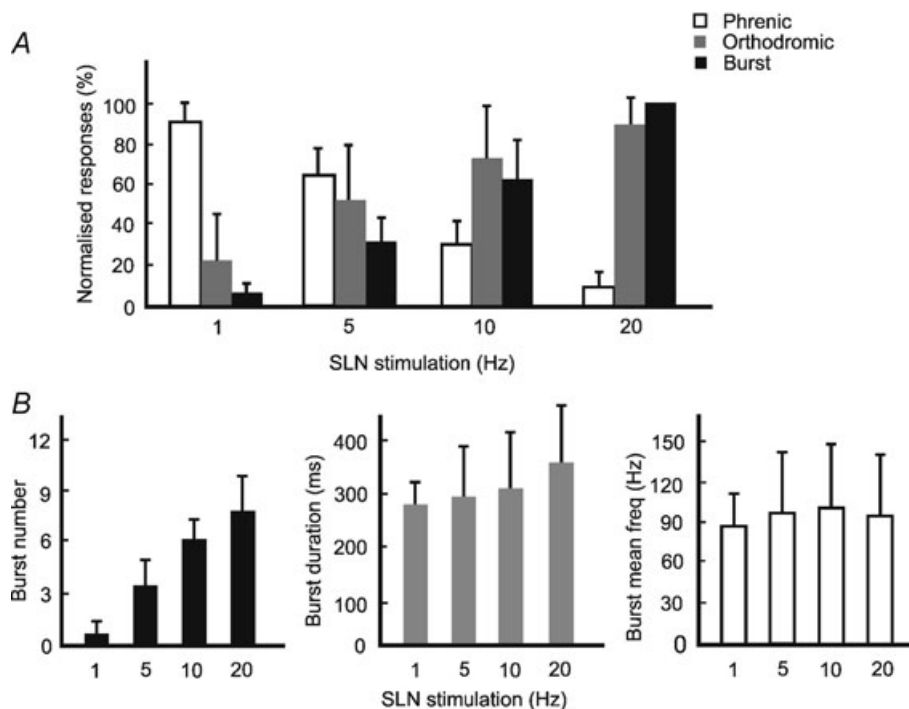 A
Phrenic
Orthodromic
Burst
Normalised responses (%)
100
80
60
40
20
0
1 5 10 20
SLN stimulation (Hz)
B
Burst number
12
9
6
3
0
1 5 10 20
Burst duration (ms)
400
300
200
100
0
1 5 10 20
SLN stimulation (Hz)
Burst mean freq (Hz)
150
120
90
60
30
0
1 5 10 20